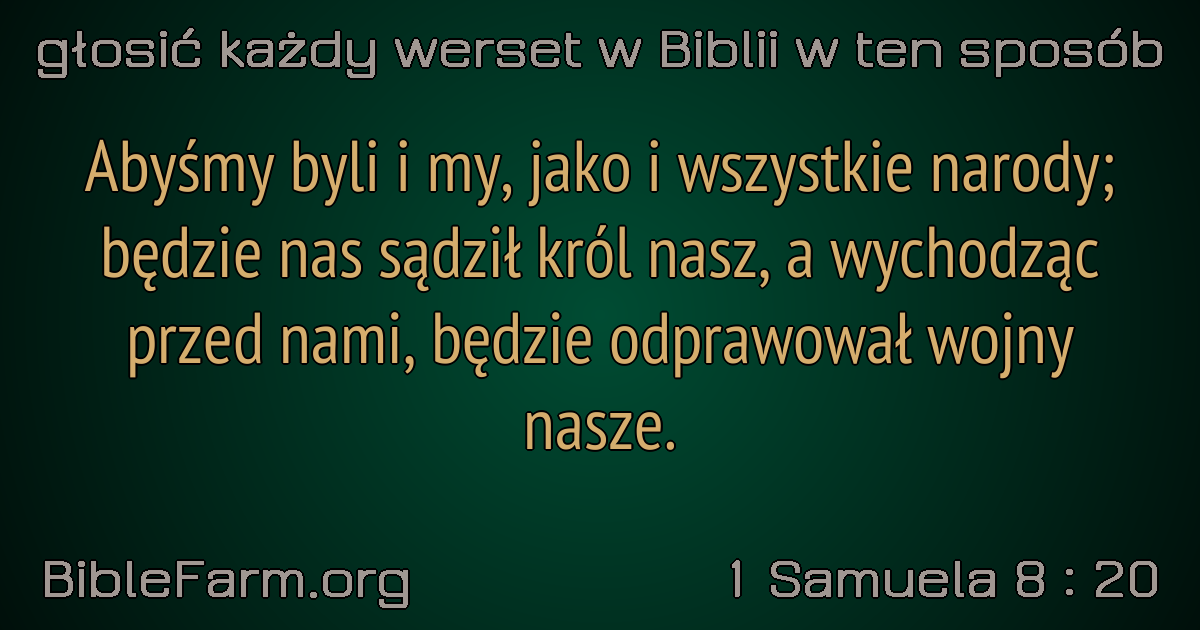 głosić każdy werset w Biblii w ten sposób
Abyśmy byli i my, jako i wszystkie narody;
będzie nas sądził król nasz, a wychodząc
przed nami, będzie odprawował wojny
nasze.
BibleFarm.org
1 Samuela 8 : 20